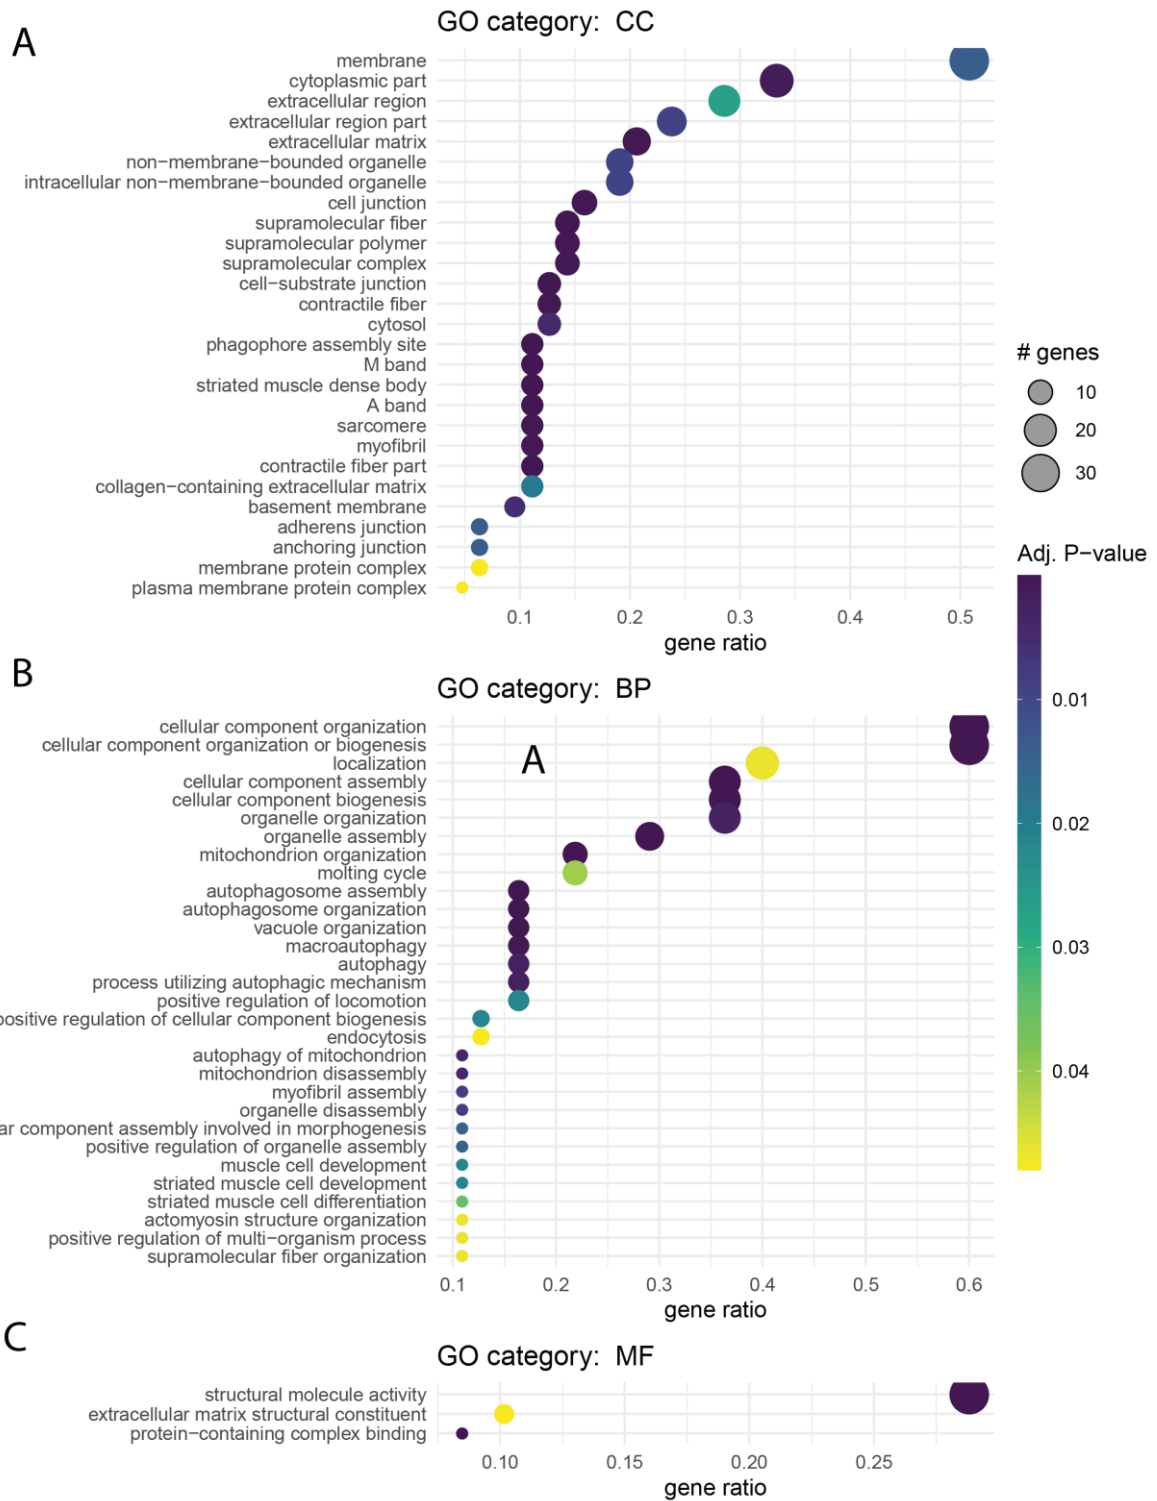 A
GO category: CC
membrane
cytoplasmic part
extracellular region
extracellular region part
extracellular matrix
non-membrane-bounded organelle
intracellular non-membrane-bounded organelle
cell junction
supramolecular fiber
supramolecular polymer
supramolecular complex
cell-substrate junction
contractile fiber
cytosol
phagophore assembly site
M band
striated muscle dense body
A band
sarcomere
myofibril
contractile fiber part
collagen-containing extracellular matrix
basement membrane
adherens junction
anchoring junction
membrane protein complex
plasma membrane protein complex
0.1 0.2 0.3 0.4 0.5
gene ratio
# genes
10
20
30
Adj. P-value
0.01
0.02
0.03
0.04
B
GO category: BP
A
cellular component organization
cellular component organization or biogenesis
localization
cellular component assembly
cellular component biogenesis
organelle organization
organelle assembly
mitochondrion organization
molting cycle
autophagosome assembly
autophagosome organization
vacuole organization
macroautophagy
autophagy
process utilizing autophagic mechanism
positive regulation of locomotion
positive regulation of cellular component biogenesis
endocytosis
autophagy of mitochondrion
mitochondrion disassembly
myofibril assembly
organelle disassembly
ar component assembly involved in morphogenesis
positive regulation of organelle assembly
muscle cell development
striated muscle cell development
striated muscle cell differentiation
actomyosin structure organization
positive regulation of multi-organism process
supramolecular fiber organization
0.1 0.2 0.3 0.4 0.5 0.6
gene ratio
C
GO category: MF
structural molecule activity
extracellular matrix structural constituent
protein-containing complex binding
0.10 0.15 0.20 0.25
gene ratio